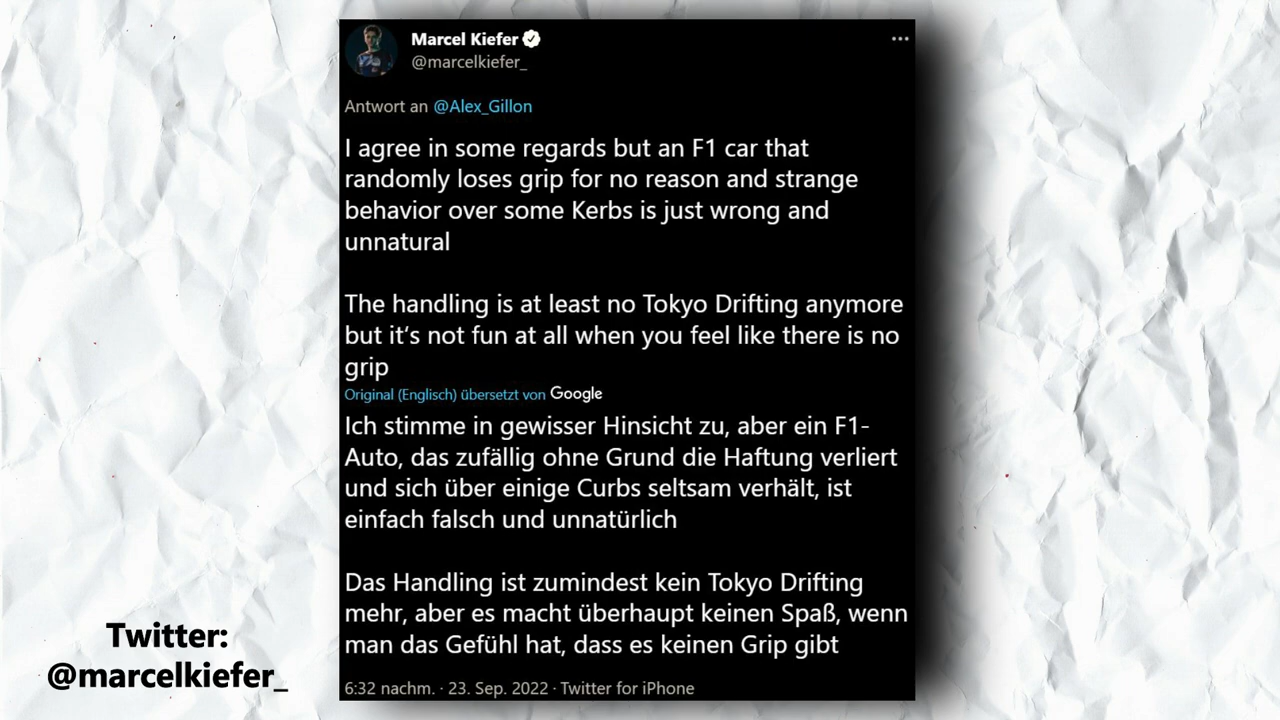 Marcel Kiefer
@marcelkiefer_
Antwort an @Alex_Gillon
I agree in some regards but an F1 car that
randomly loses grip for no reason and strange
behavior over some Kerbs is just wrong and
unnatural
The handling is at least no Tokyo Drifting anymore
but it’s not fun at all when you feel like there is no
grip
Original (Englisch) übersetzt von Google
Ich stimme in gewisser Hinsicht zu, aber ein F1-
Auto, das zufällig ohne Grund die Haftung verliert
und sich über einige Curbs seltsam verhält, ist
einfach falsch und unnatürlich
Das Handling ist zumindest kein Tokyo Drifting
mehr, aber es macht überhaupt keinen Spaß, wenn
man das Gefühl hat, dass es keinen Grip gibt
6:32 nachm. · 23. Sep. 2022 · Twitter for iPhone
Twitter:
@marcelkiefer_